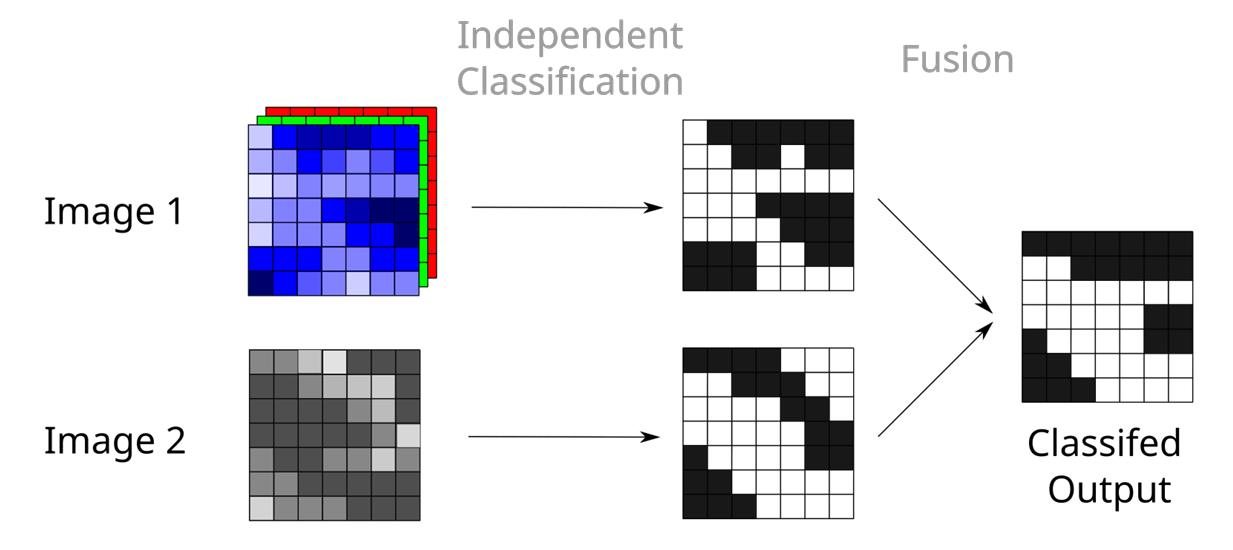 Independent
Classification
Fusion
Image 1
Image 2
Classifed
Output